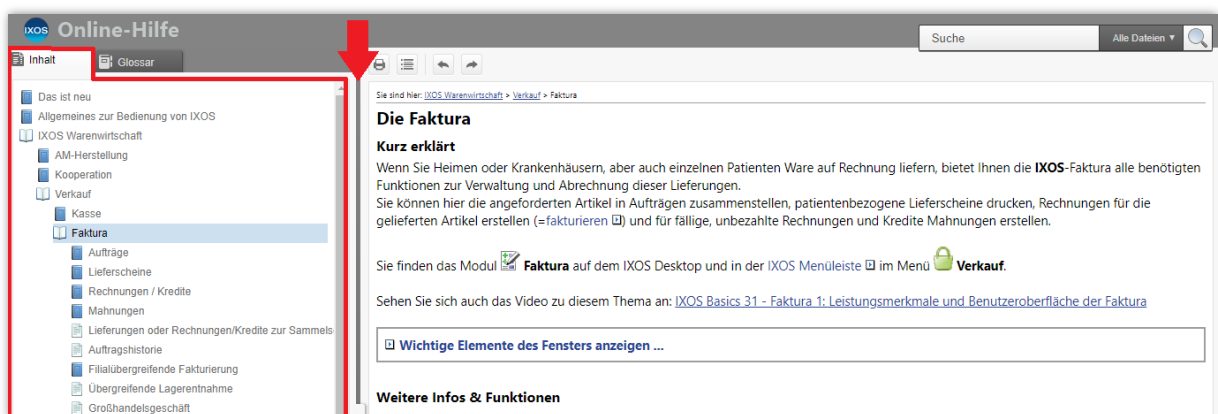 IXOS Online-Hilfe
Suche
Alle Dateien
Inhalt
Glossar
Das ist neu
Allgemeines zur Bedienung von IXOS
IXOS Warenwirtschaft
AM-Herstellung
Kooperation
Verkauf
Kasse
Faktura
Aufträge
Lieferscheine
Rechnungen / Kredite
Mahnungen
Lieferungen oder Rechnungen/Kredite zur Sammels
Auftragshistorie
Filialübergreifende Fakturierung
Übergreifende Lagerentnahme
Großhandelsgeschäft
Sie sind hier: IXOS Warenwirtschaft > Verkauf > Faktura
Die Faktura
Kurz erklärt
Wenn Sie Heimen oder Krankenhäusern, aber auch einzelnen Patienten Ware auf Rechnung liefern, bietet Ihnen die IXOS-Faktura alle benötigten
Funktionen zur Verwaltung und Abrechnung dieser Lieferungen.
Sie können hier die angeforderten Artikel in Aufträgen zusammenstellen, patientenbezogene Lieferscheine drucken, Rechnungen für die
gelieferten Artikel erstellen (=fakturieren) und für fällige, unbezahlte Rechnungen und Kredite Mahnungen erstellen.
Sie finden das Modul Faktura auf dem IXOS Desktop und in der IXOS Menüleiste im Menü Verkauf.
Sehen Sie sich auch das Video zu diesem Thema an: IXOS Basics 31 - Faktura 1: Leistungsmerkmale und Benutzeroberfläche der Faktura
Wichtige Elemente des Fensters anzeigen ...
Weitere Infos & Funktionen